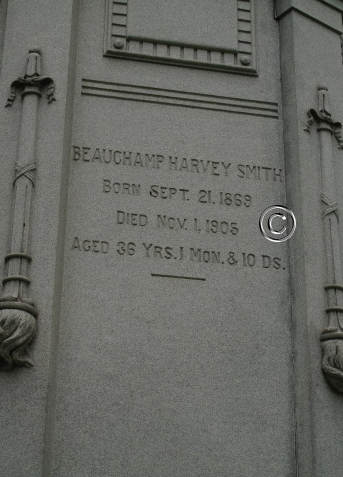 BEAUCHAMP HARVEY SMITH
BORN SEPT. 21, 1869
DIED NOV. 1, 1905
AGED 36 YRS. 1 MON. & 10 DS.
©